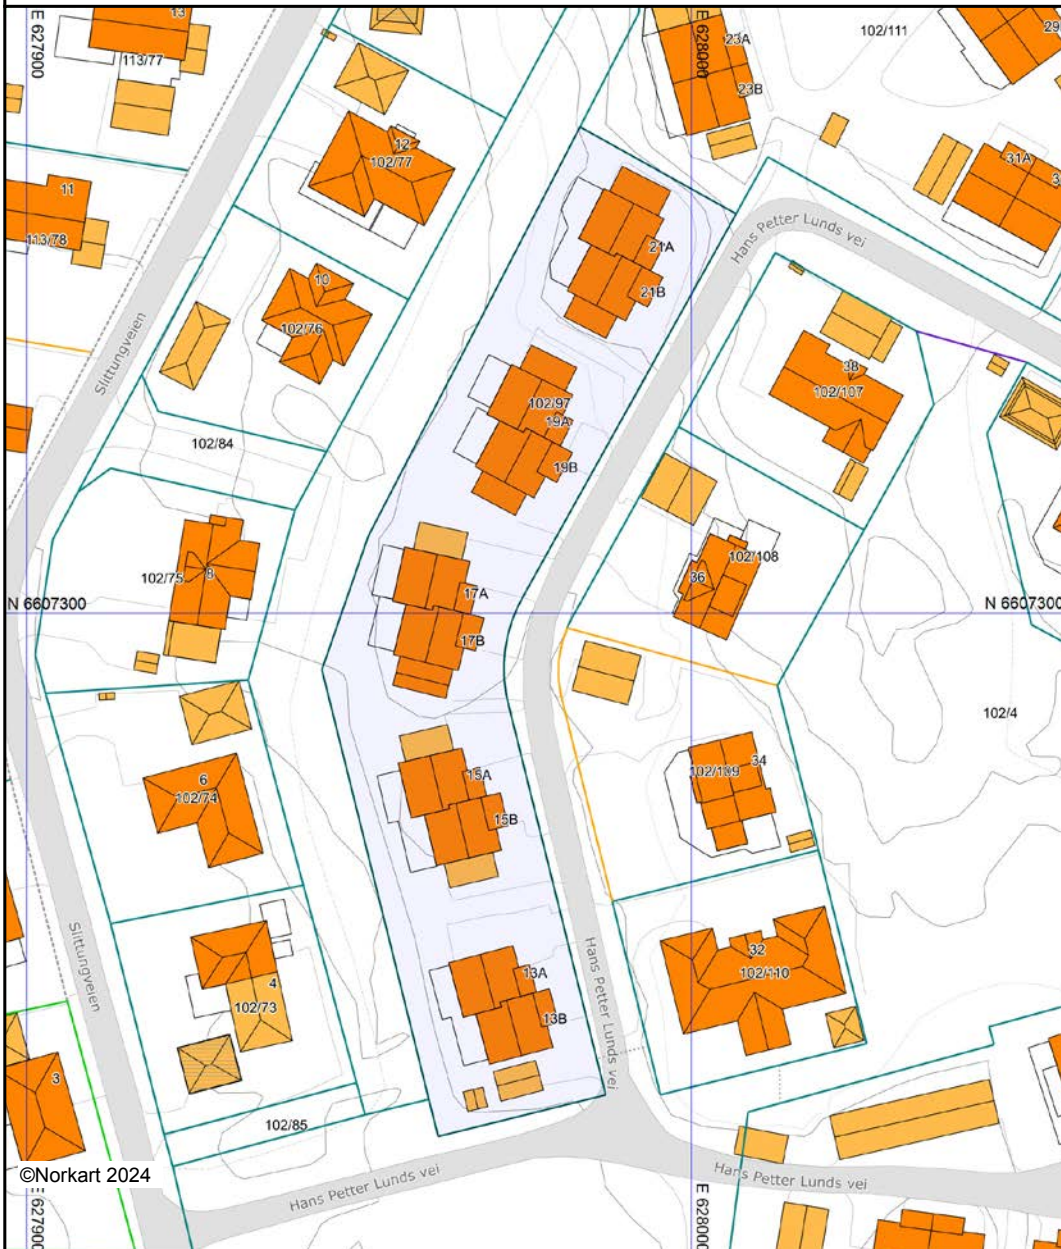 E 627900
13
113/77
E 628000
23A
23B
102/111
29
12
102/77
31A
3
11
113/78
Hans Petter Lunds vei
21A
21B
10
102/76
Slittungveien
38
102/107
102/97
19A
19B
102/84
102/108
36
102/75
8
17A
17B
N 6607300
N 6607300
102/4
6
102/74
15A
15B
34
102/109
Slittungveien
4
102/73
13A
13B
Hans Petter Lunds vei
32
102/110
3
102/85
©Norkart 2024
Hans Petter Lunds vei
Hans Petter Lunds vei
E 627900
E 628000